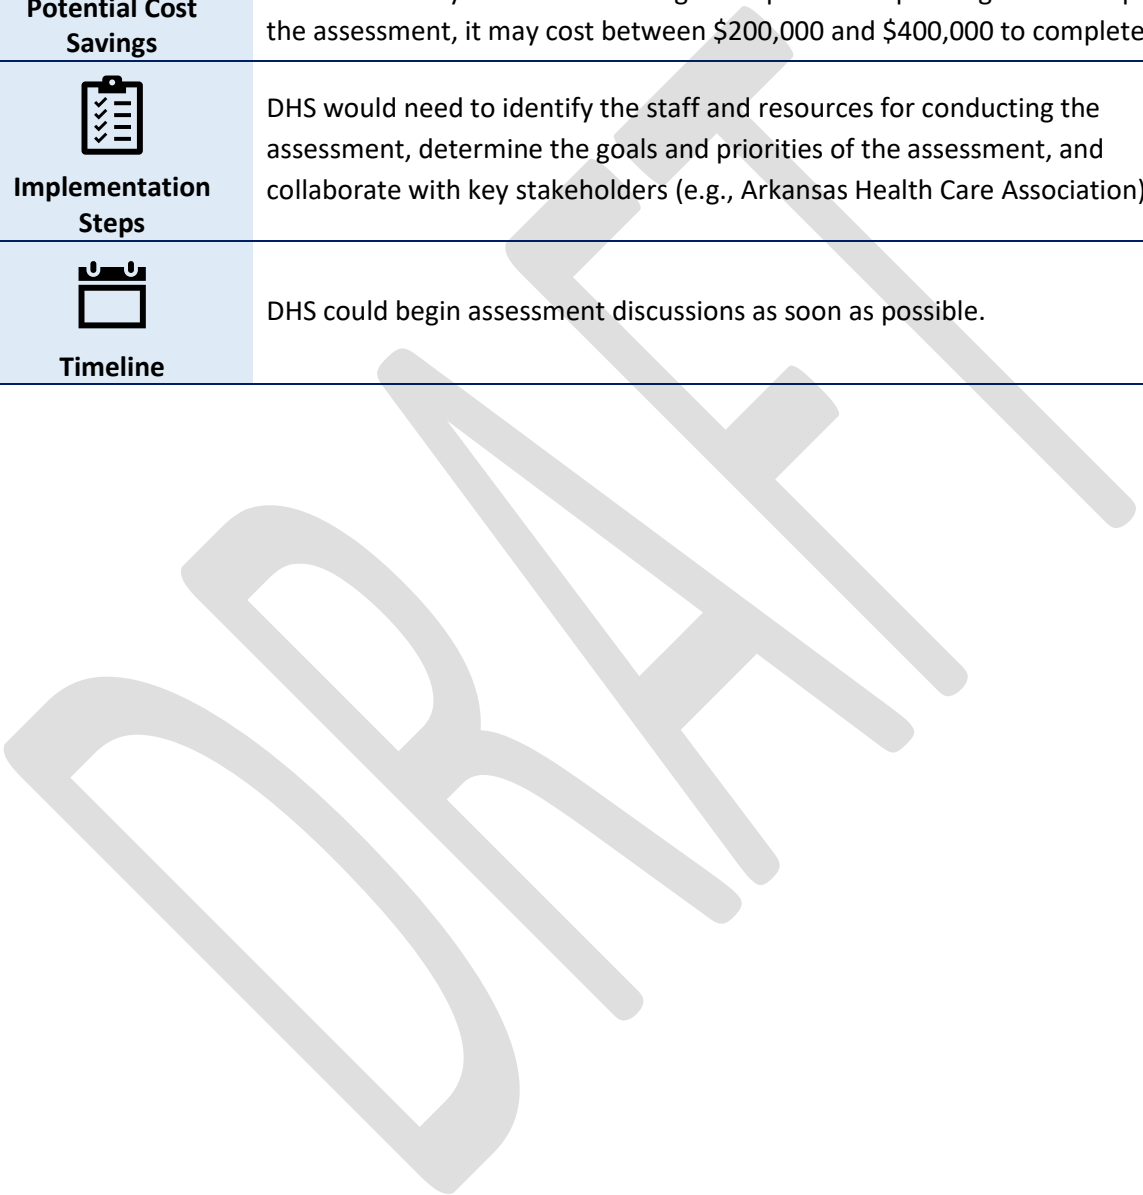 Potential Cost
Savings
the assessment, it may cost between $200,000 and $400,000 to complete
DHS would need to identify the staff and resources for conducting the
assessment, determine the goals and priorities of the assessment, and
collaborate with key stakeholders (e.g., Arkansas Health Care Association)
Implementation
Steps
DHS could begin assessment discussions as soon as possible.
Timeline
DRAFT